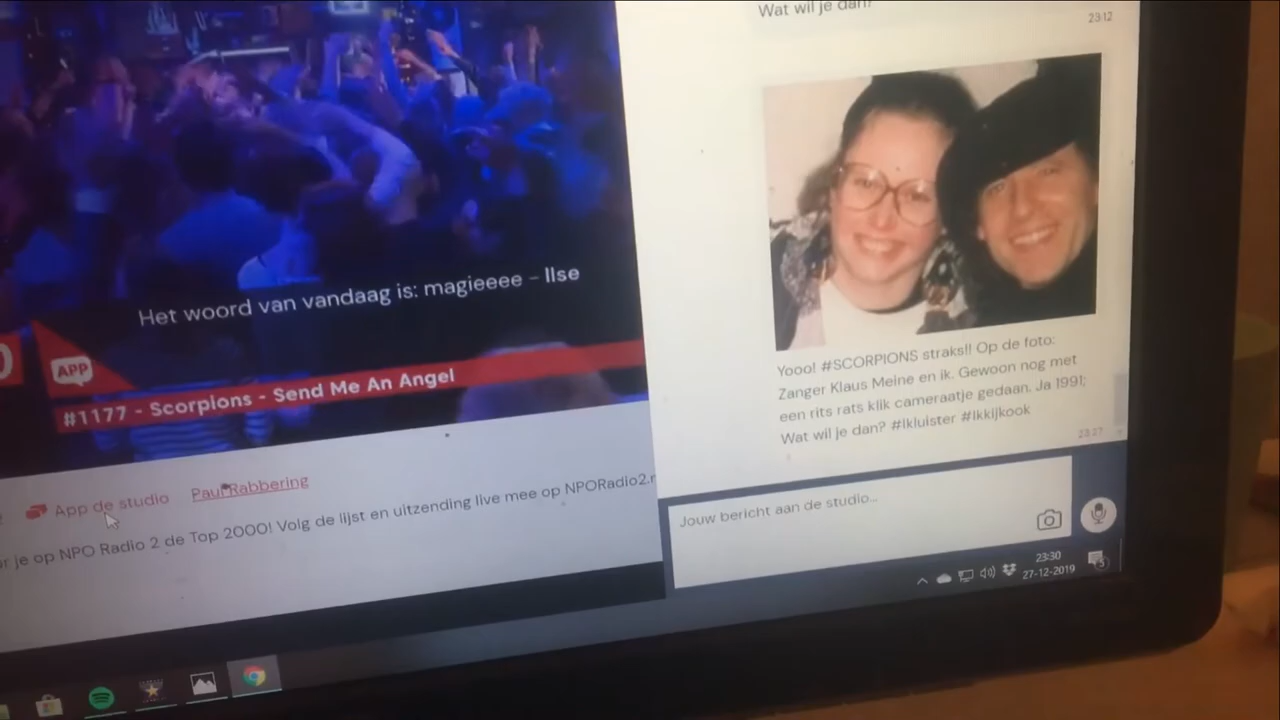 Wat wil je dan?
23:12
Het woord van vandaag is: magieeee - Ilse
APP
#1177 - Scorpions - Send Me An Angel
Yooo! #SCORPIONS straks!! Op de foto:
Zanger Klaus Meine en ik. Gewoon nog met
een rits rats klik cameraatje gedaan. Ja 1991;
Wat wil je dan? #Ikluister #Ikkijkook
23:27
App de studio Paul Rabbering
je op NPO Radio 2 de Top 2000! Volg de lijst en uitzending live mee op NPORadio2.n
Jouw bericht aan de studio...
23:30
27-12-2019
5